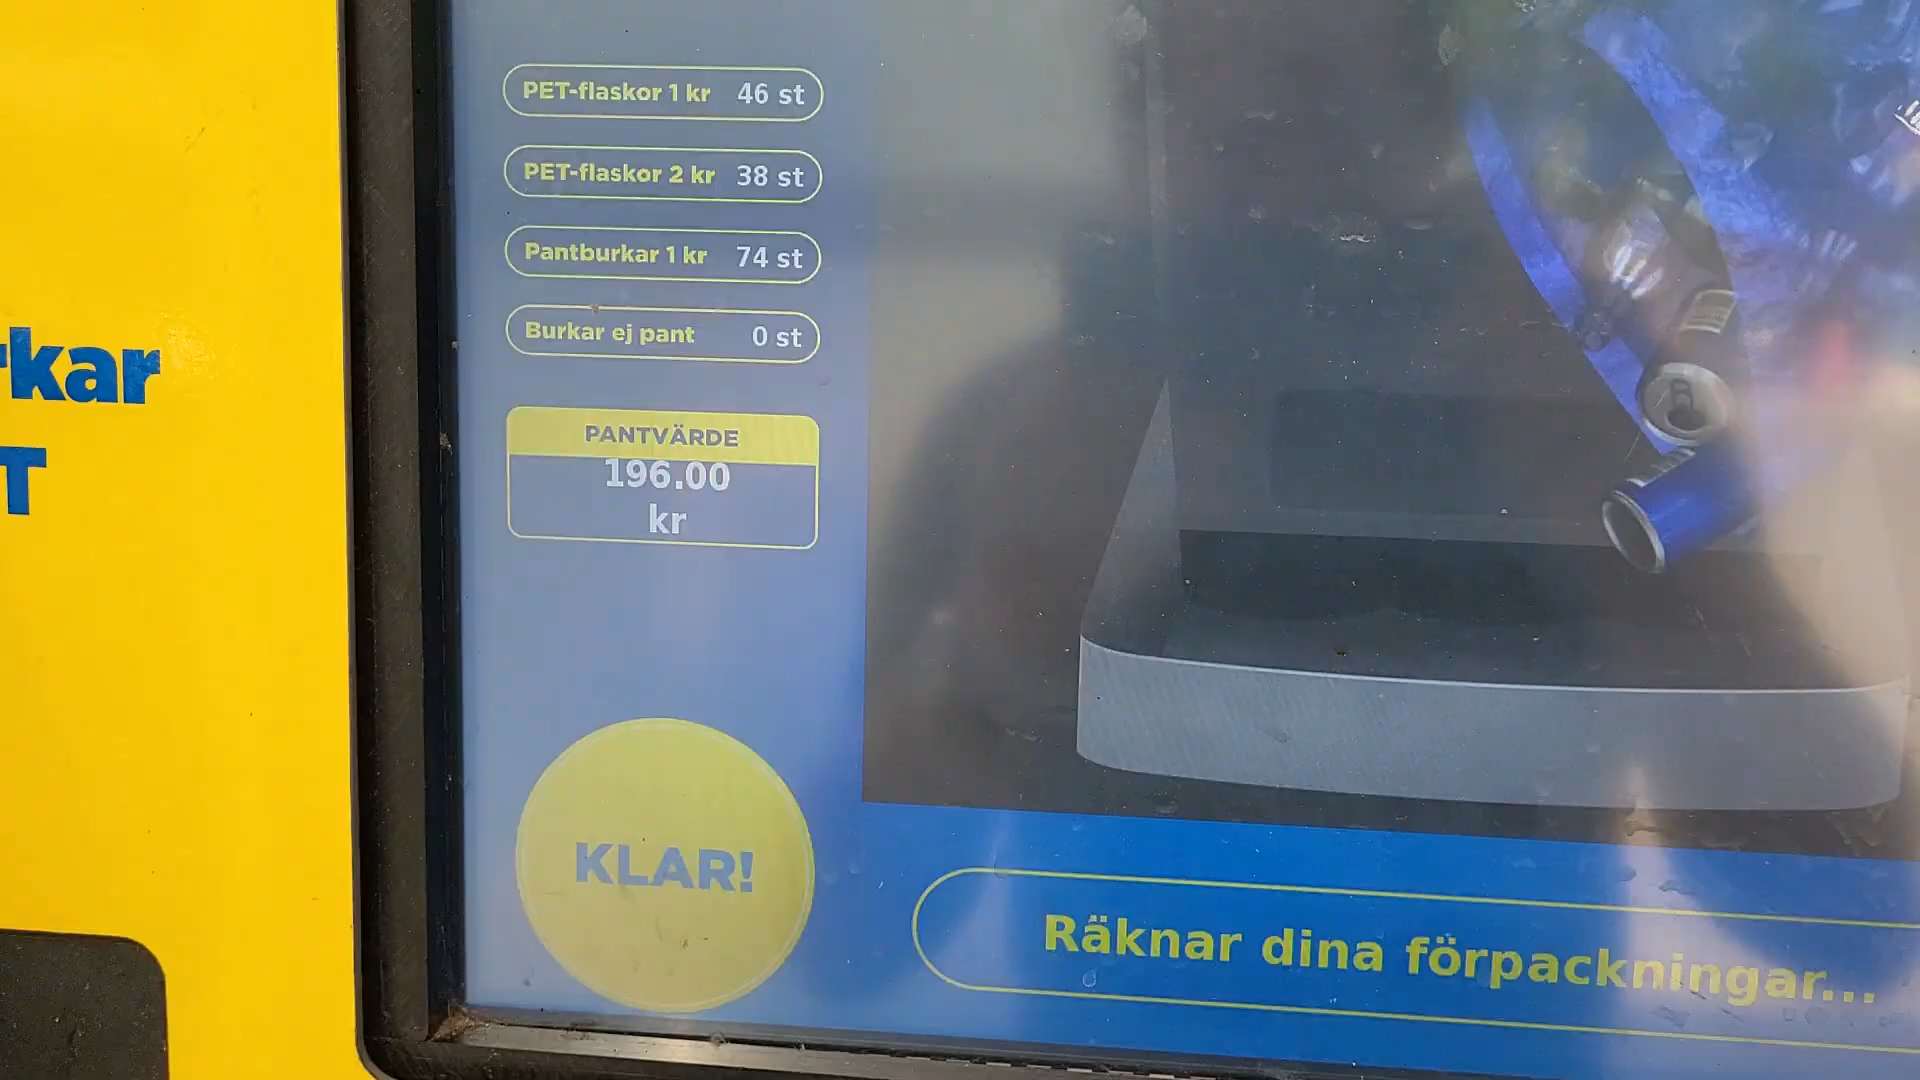 PET-flaskor 1 kr 46 st
PET-flaskor 2 kr 38 st
Pantburkar 1 kr 74 st
Burkar ej pant 0 st
PANTVÄRDE
196.00
kr
KLAR!
Räknar dina förpackningar...
rkar
T